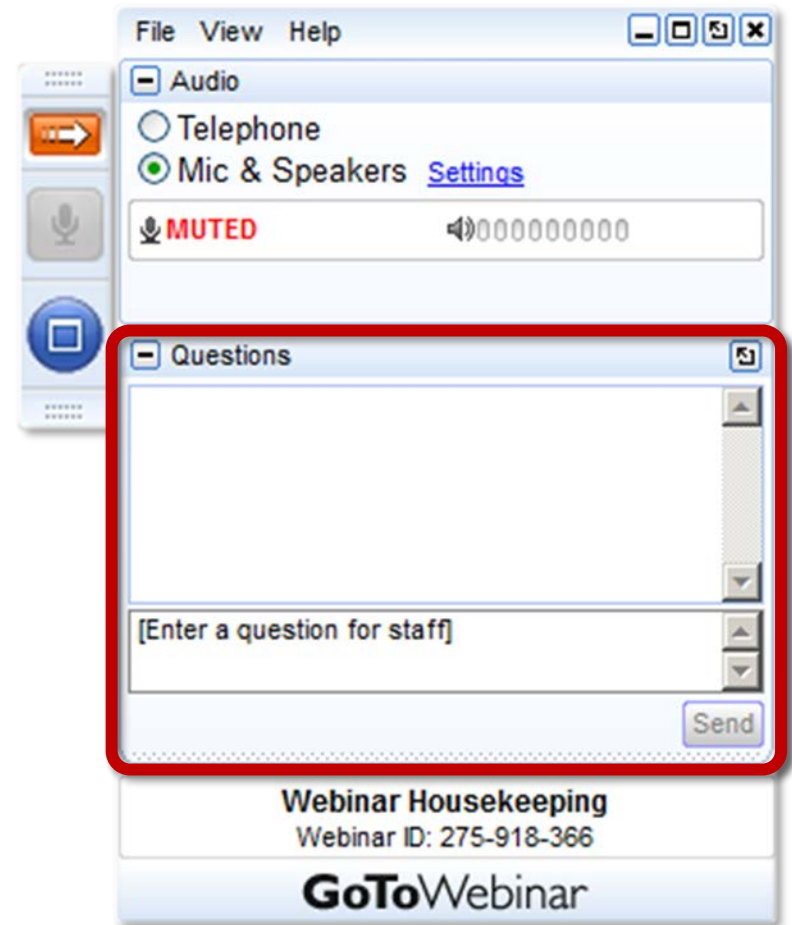 File View Help
Audio
Telephone
Mic & Speakers Settings
MUTED 000000000
Questions
[Enter a question for staff]
Send
Webinar Housekeeping
Webinar ID: 275-918-366
GoToWebinar